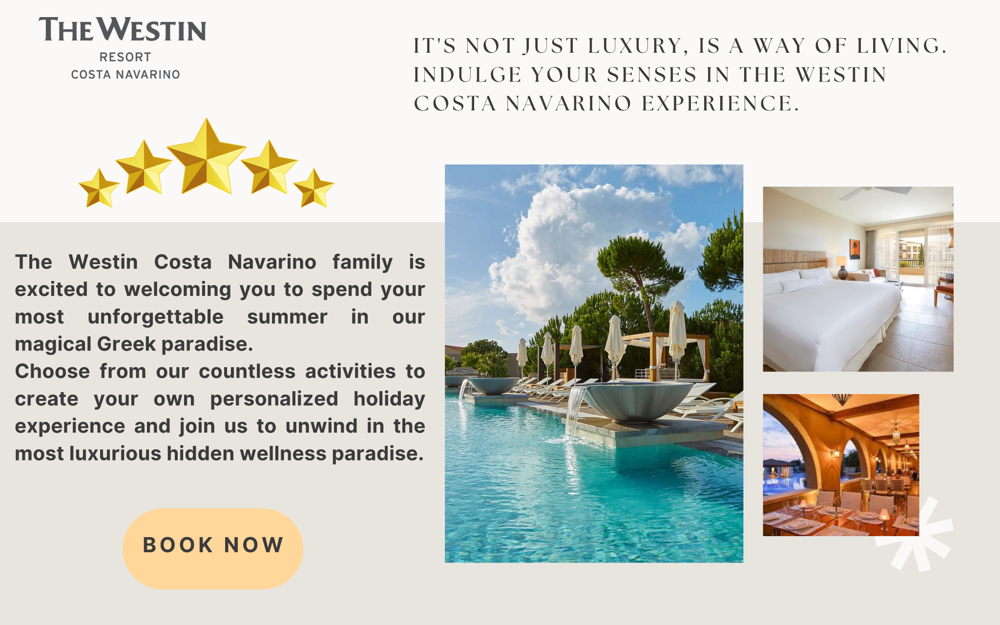 THE WESTIN
RESORT
COSTA NAVARINO
IT'S NOT JUST LUXURY, IS A WAY OF LIVING.
INDULGE YOUR SENSES IN THE WESTIN
COSTA NAVARINO EXPERIENCE.
The Westin Costa Navarino family is
excited to welcoming you to spend your
most unforgettable summer in our
magical Greek paradise.
Choose from our countless activities to
create your own personalized holiday
experience and join us to unwind in the
most luxurious hidden wellness paradise.
BOOK NOW